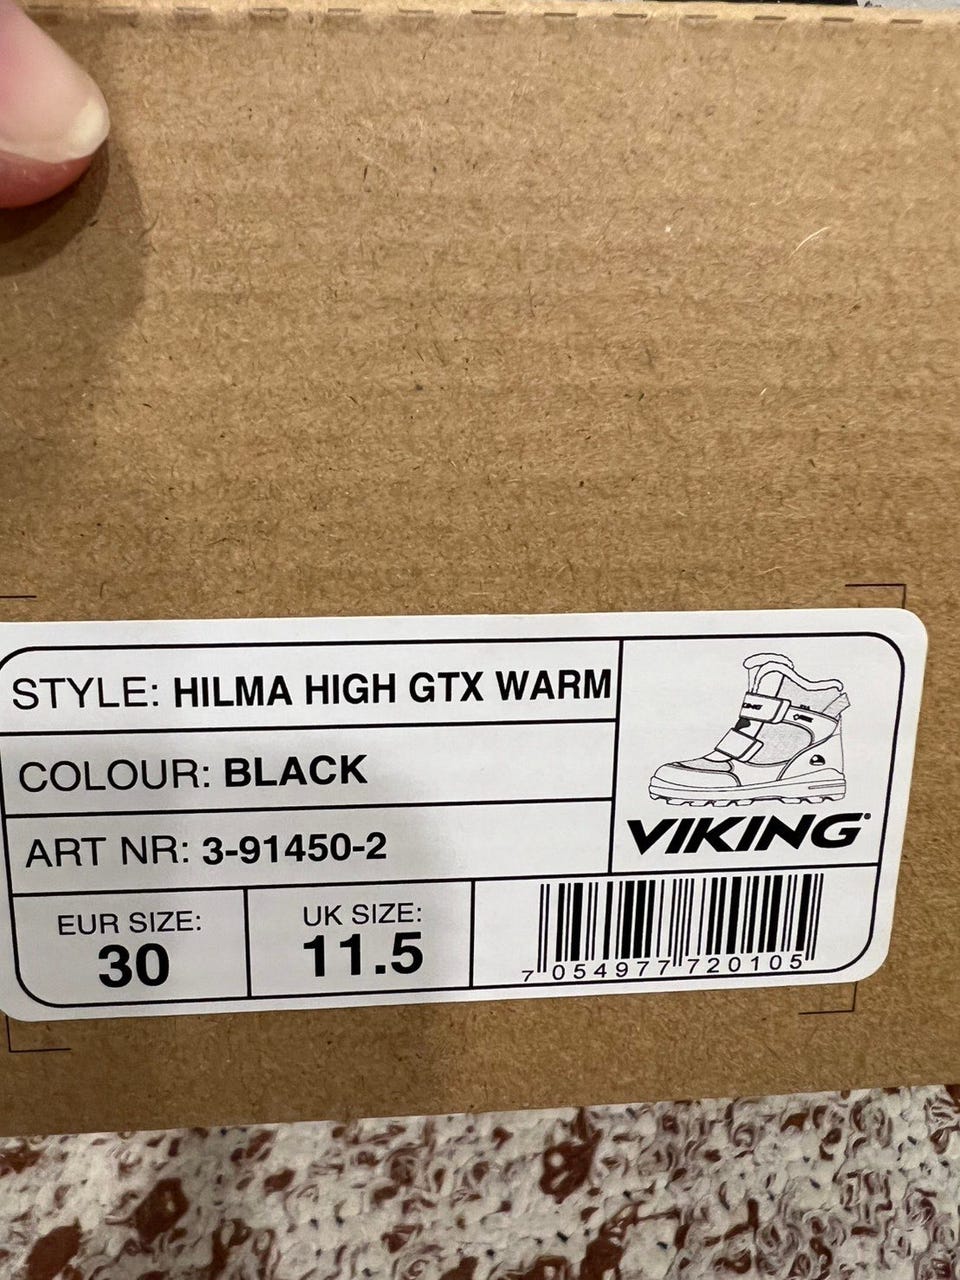 STYLE: HILMA HIGH GTX WARM
COLOUR: BLACK
ART NR: 3-91450-2
VIKING
EUR SIZE:
30
UK SIZE:
11.5
7 054977 720105